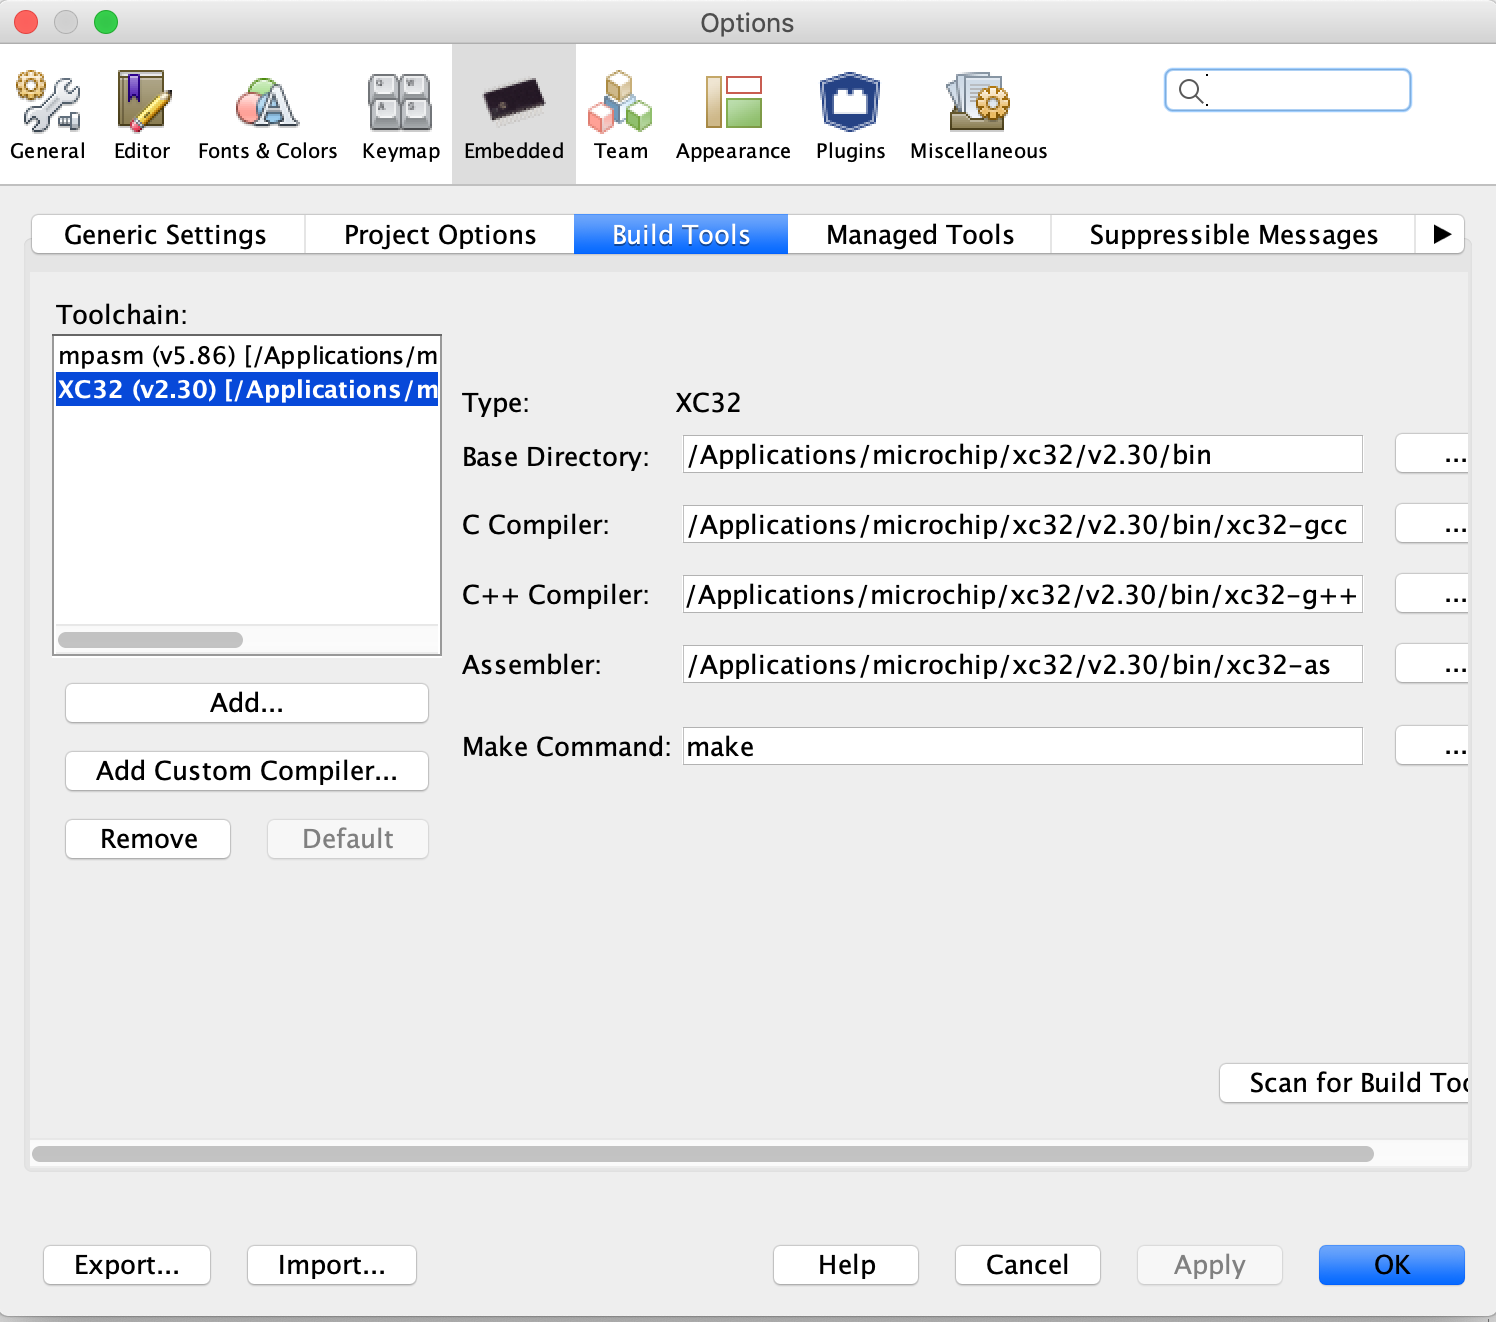 Options
General
Editor
Fonts & Colors
Keymap
Embedded
Team
Appearance
Plugins
Miscellaneous
Generic Settings
Project Options
Build Tools
Managed Tools
Suppressible Messages
Toolchain:
mpasm (v5.86) [/Applications/m
XC32 (v2.30) [/Applications/m
Type: XC32
Base Directory: /Applications/microchip/xc32/v2.30/bin ...
C Compiler: /Applications/microchip/xc32/v2.30/bin/xc32-gcc ...
C++ Compiler: /Applications/microchip/xc32/v2.30/bin/xc32-g++ ...
Assembler: /Applications/microchip/xc32/v2.30/bin/xc32-as ...
Make Command: make ...
Add...
Add Custom Compiler...
Remove
Default
Scan for Build Too
Export...
Import...
Help
Cancel
Apply
OK